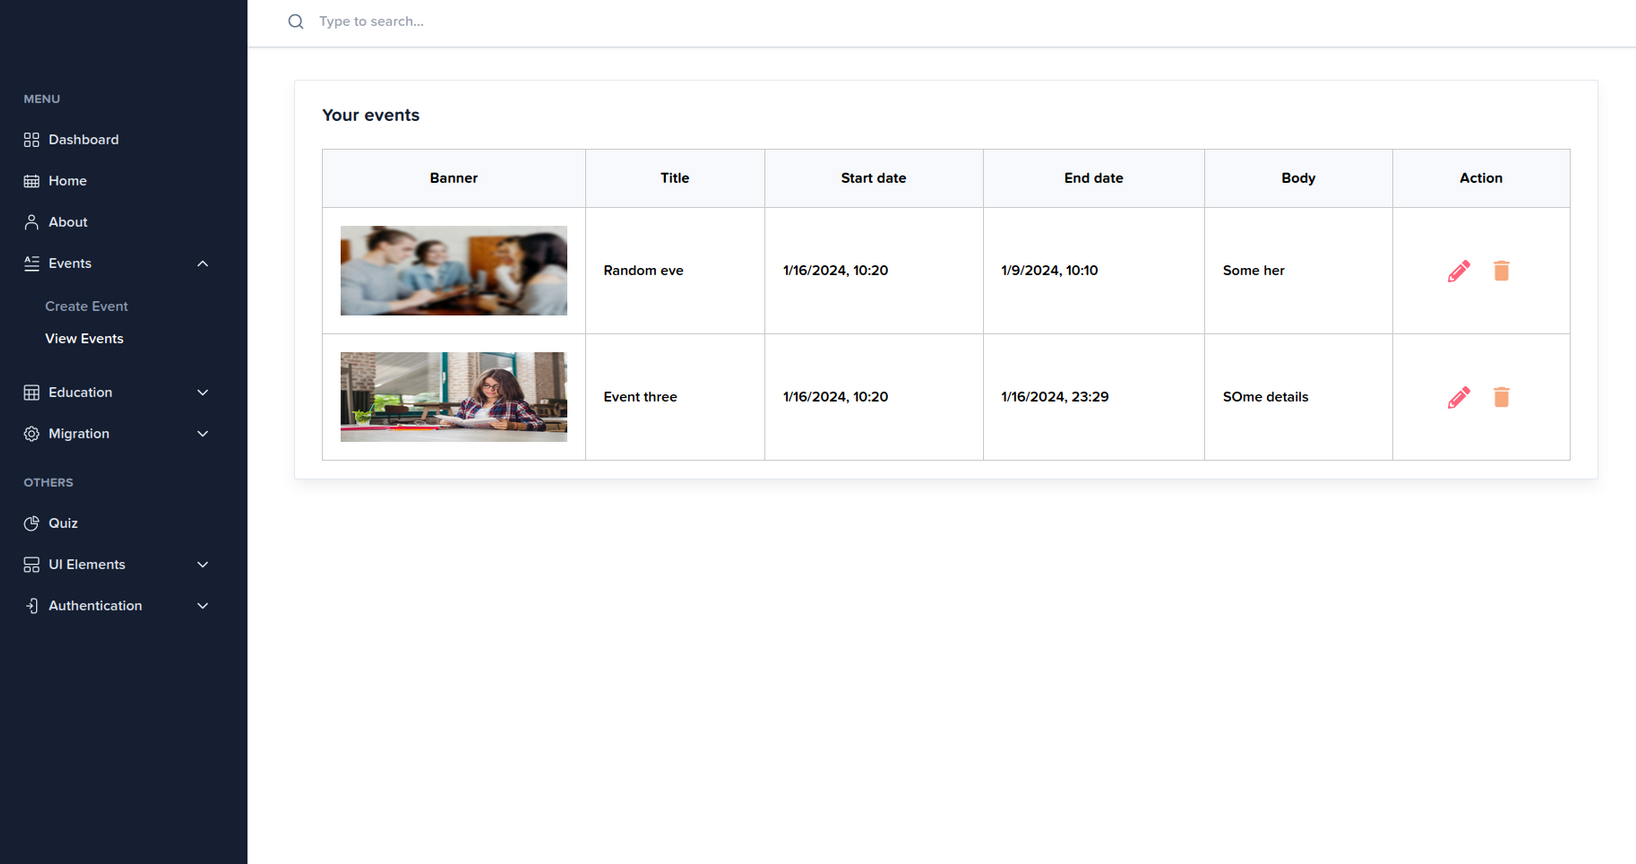 Type to search...
MENU
Dashboard
Home
About
Events
Create Event
View Events
Education
Migration
OTHERS
Quiz
UI Elements
Authentication
Your events
Banner Title Start date End date Body Action
Random eve 1/16/2024, 10:20 1/9/2024, 10:10 Some her
Event three 1/16/2024, 10:20 1/16/2024, 23:29 SOme details